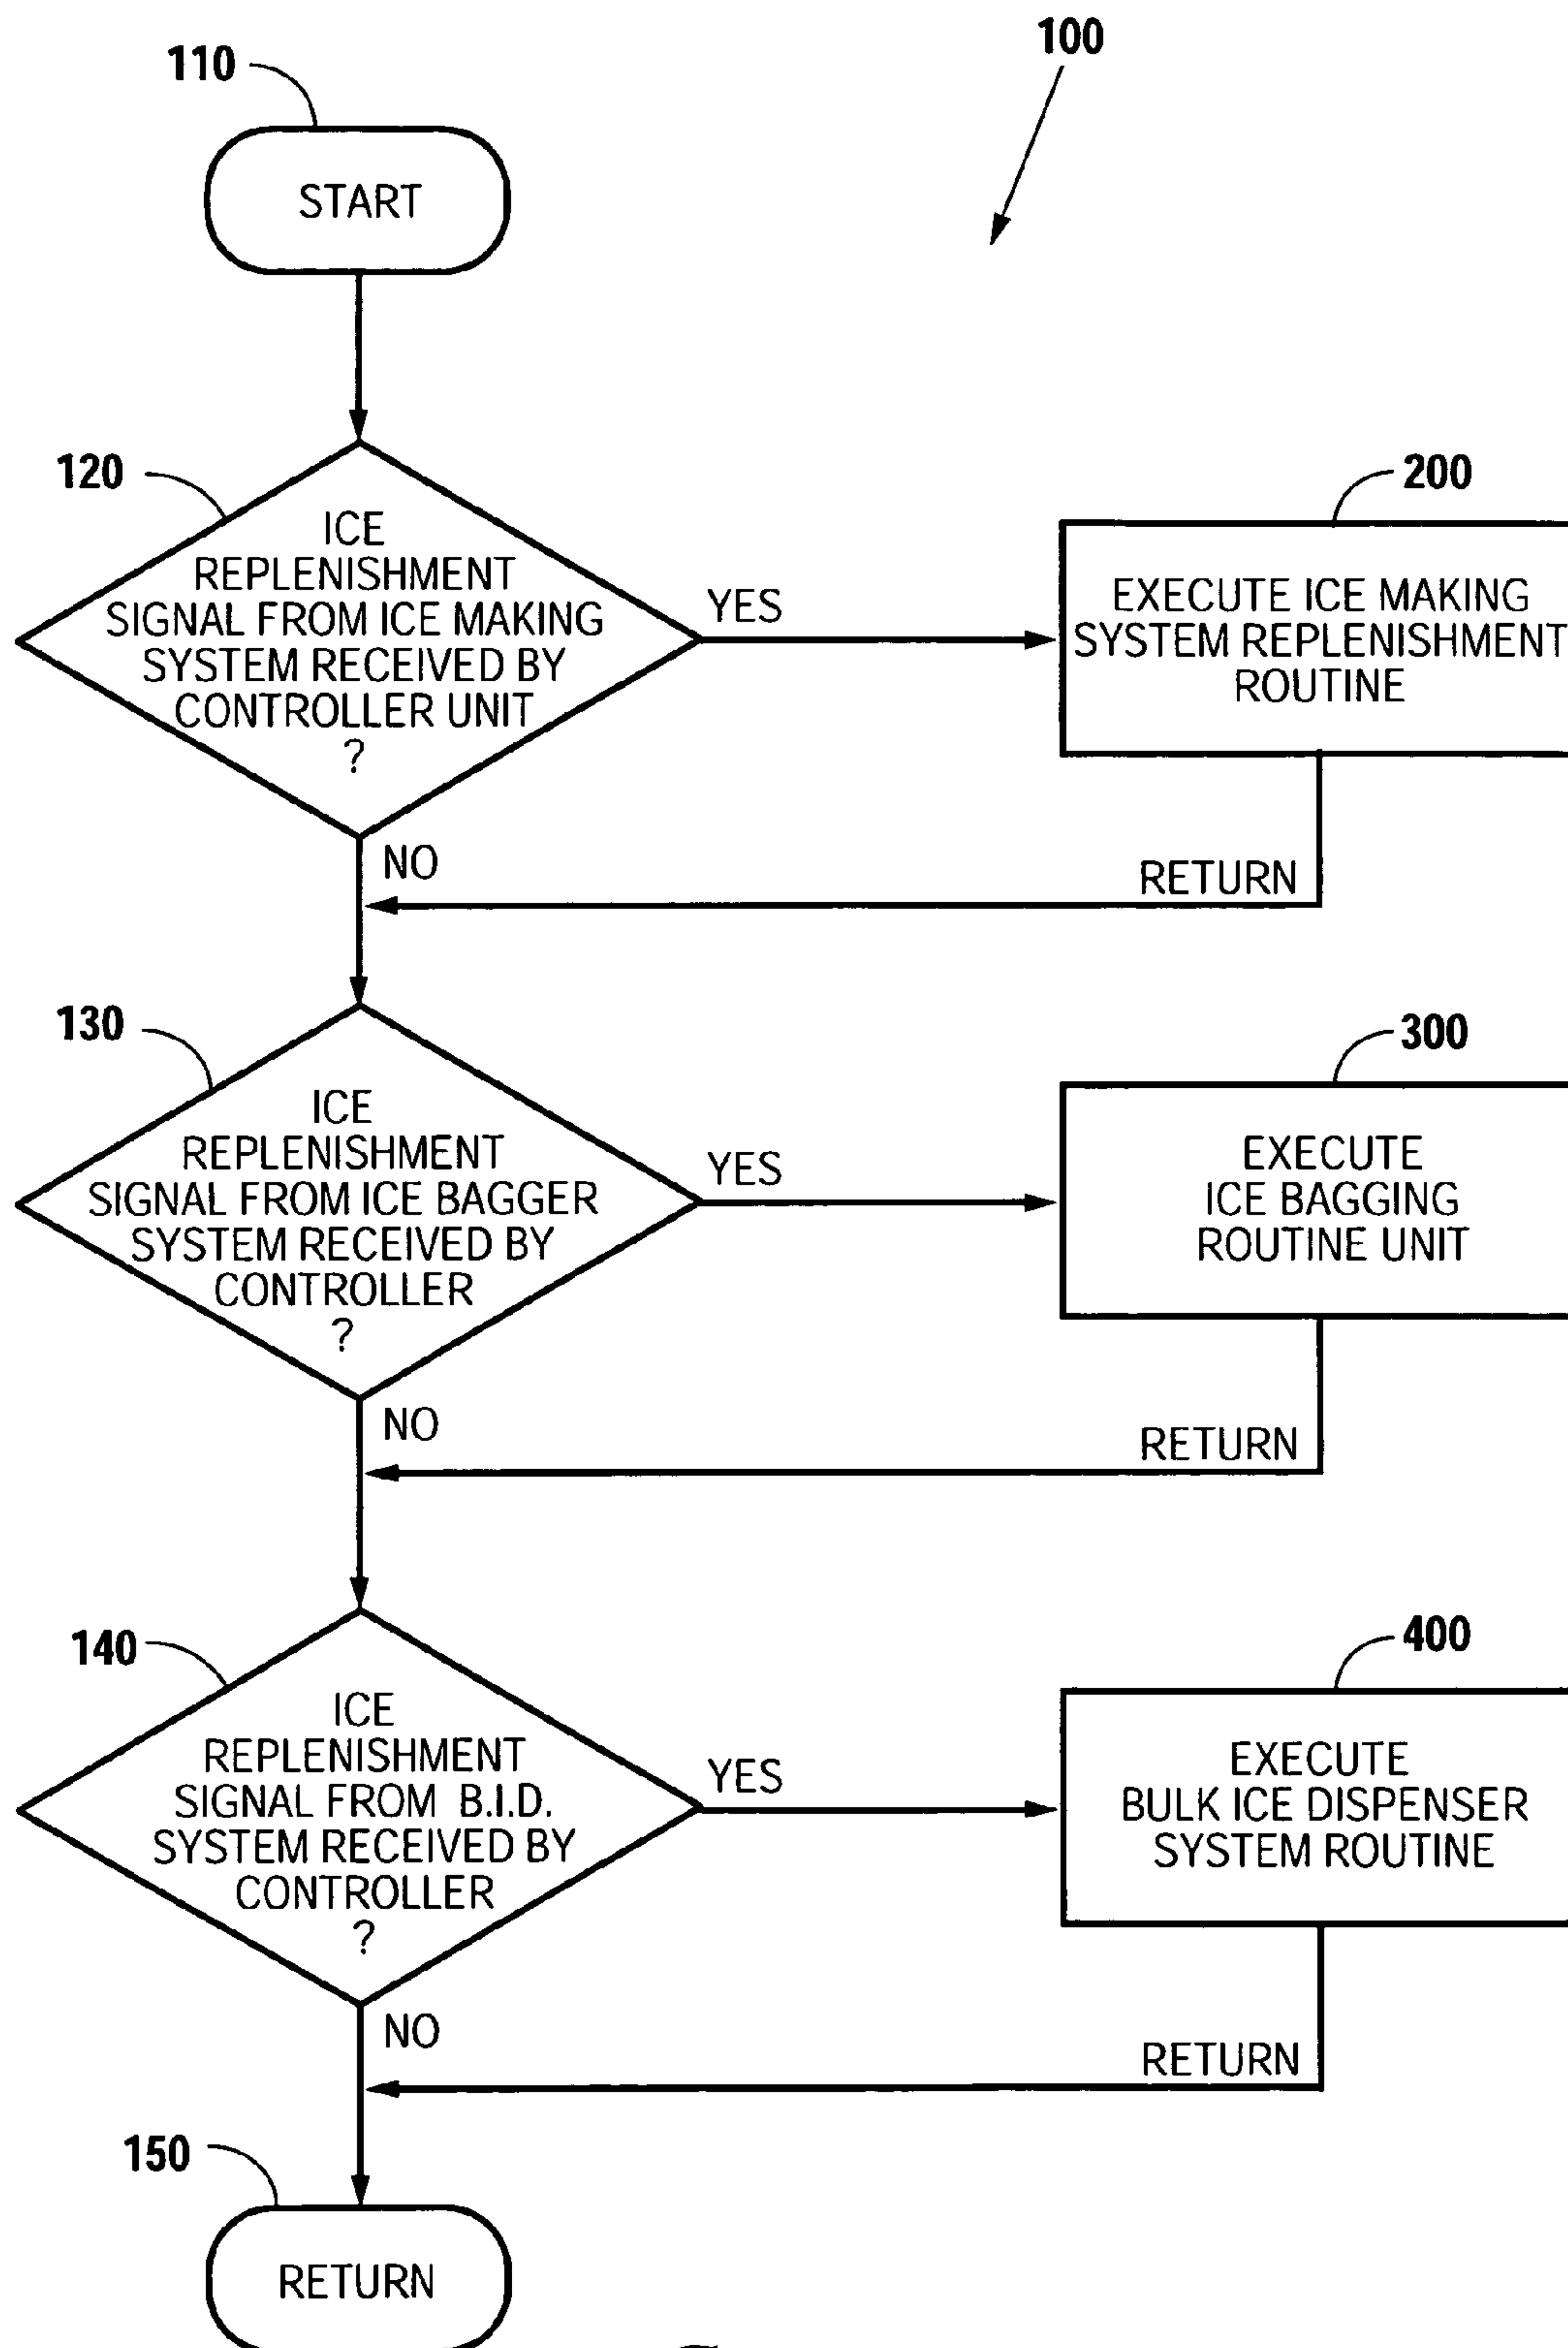 100
110
START
120
ICE
REPLENISHMENT
SIGNAL FROM ICE MAKING
SYSTEM RECEIVED BY
CONTROLLER UNIT
?
YES
200
EXECUTE ICE MAKING
SYSTEM REPLENISHMENT
ROUTINE
NO
RETURN
130
ICE
REPLENISHMENT
SIGNAL FROM ICE BAGGER
SYSTEM RECEIVED BY
CONTROLLER
?
YES
300
EXECUTE
ICE BAGGING
ROUTINE UNIT
NO
RETURN
140
ICE
REPLENISHMENT
SIGNAL FROM B.I.D.
SYSTEM RECEIVED BY
CONTROLLER
?
YES
400
EXECUTE
BULK ICE DISPENSER
SYSTEM ROUTINE
NO
RETURN
150
RETURN